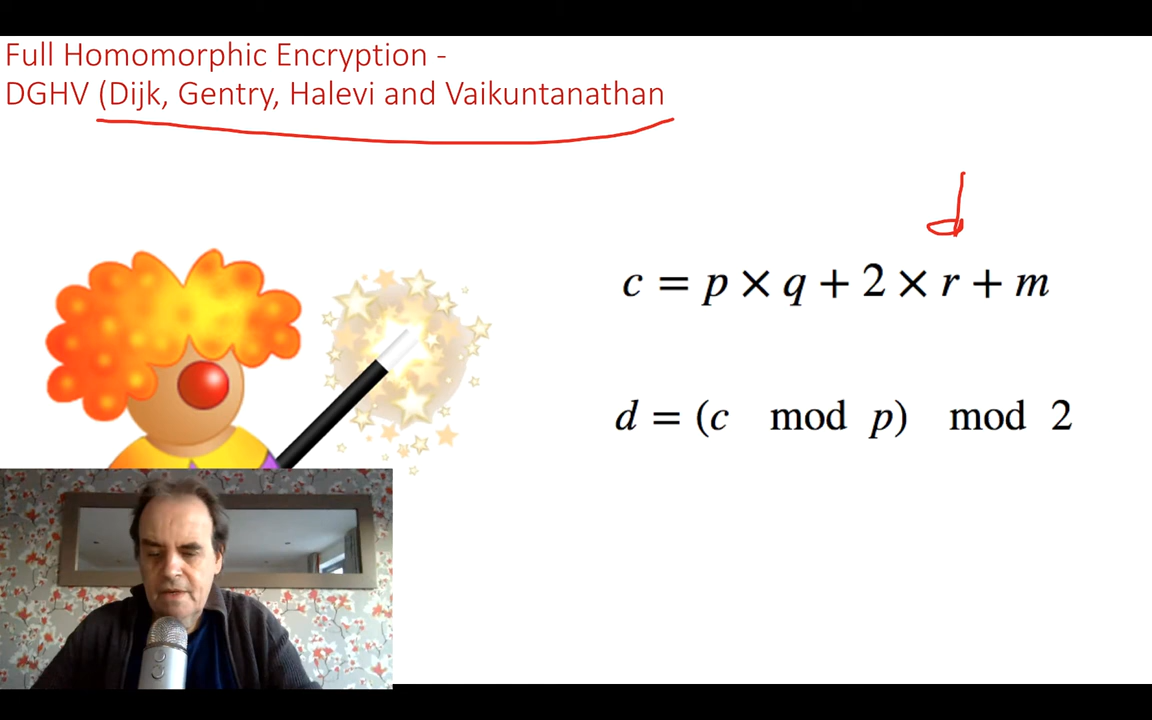 Full Homomorphic Encryption -
DGHV (Dijk, Gentry, Halevi and Vaikuntanathan
d
c = p × q + 2 × r + m
d = (c mod p) mod 2